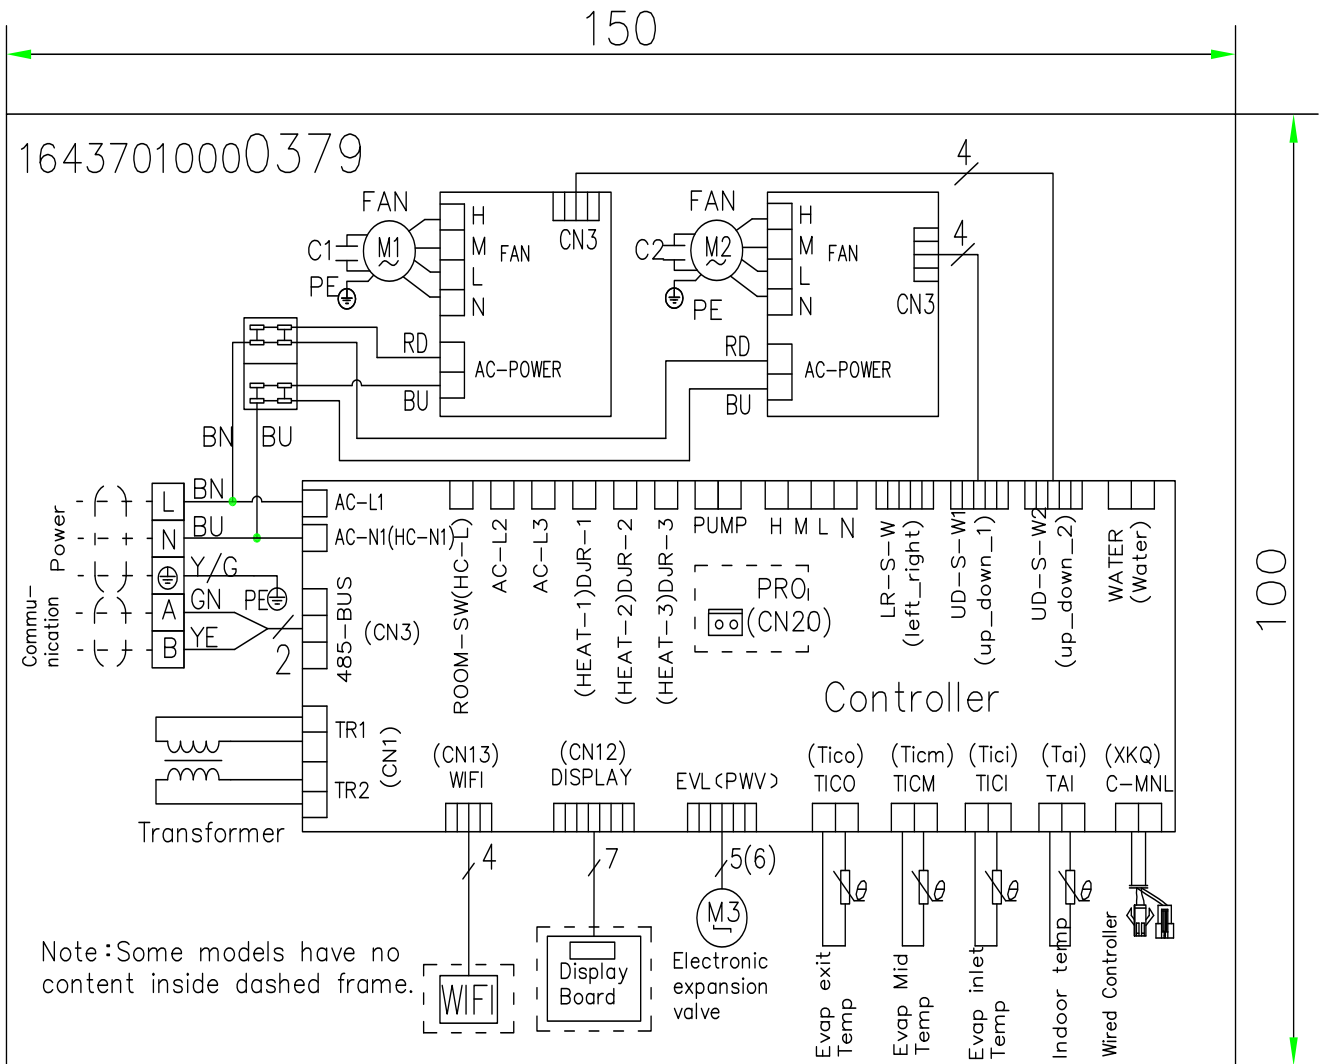 150
16437010000379
100
FAN
C1
M1
PE
H
M
L
N
FAN
CN3
4
FAN
C2
M2
PE
H
M
L
N
FAN
CN3
4
RD
BU
AC-POWER
RD
BU
AC-POWER
BN
BU
Power
Commu-
nication
L
N
A
B
BN
BU
Y/G
PE
GN
YE
2
AC-L1
AC-N1(HC-N1)
485-BUS
(CN3)
ROOM-SW(HC-L)
AC-L2
AC-L3
(HEAT-1)DJR-1
(HEAT-2)DJR-2
(HEAT-3)DJR-3
PUMP
H M L N
LR-S-W
(left_right)
UD-S-W1
(up_down_1)
UD-S-W2
(up_down_2)
WATER
(Water)
PRO
(CN20)
Controller
TR1
TR2
(CN1)
Transformer
(CN13)
WIFI
(CN12)
DISPLAY
EVL(PWV)
(Tico)
TICO
(Ticm)
TICM
(Tici)
TICI
(Tai)
TAI
(XKQ)
C-MNL
4
7
5(6)
M3
θ
θ
θ
θ
WIFI
Display
Board
Electronic
expansion
valve
Evap exit
Temp
Evap Mid
Temp
Evap inlet
Temp
Indoor temp
Wired Controller
Note:Some models have no
content inside dashed frame.